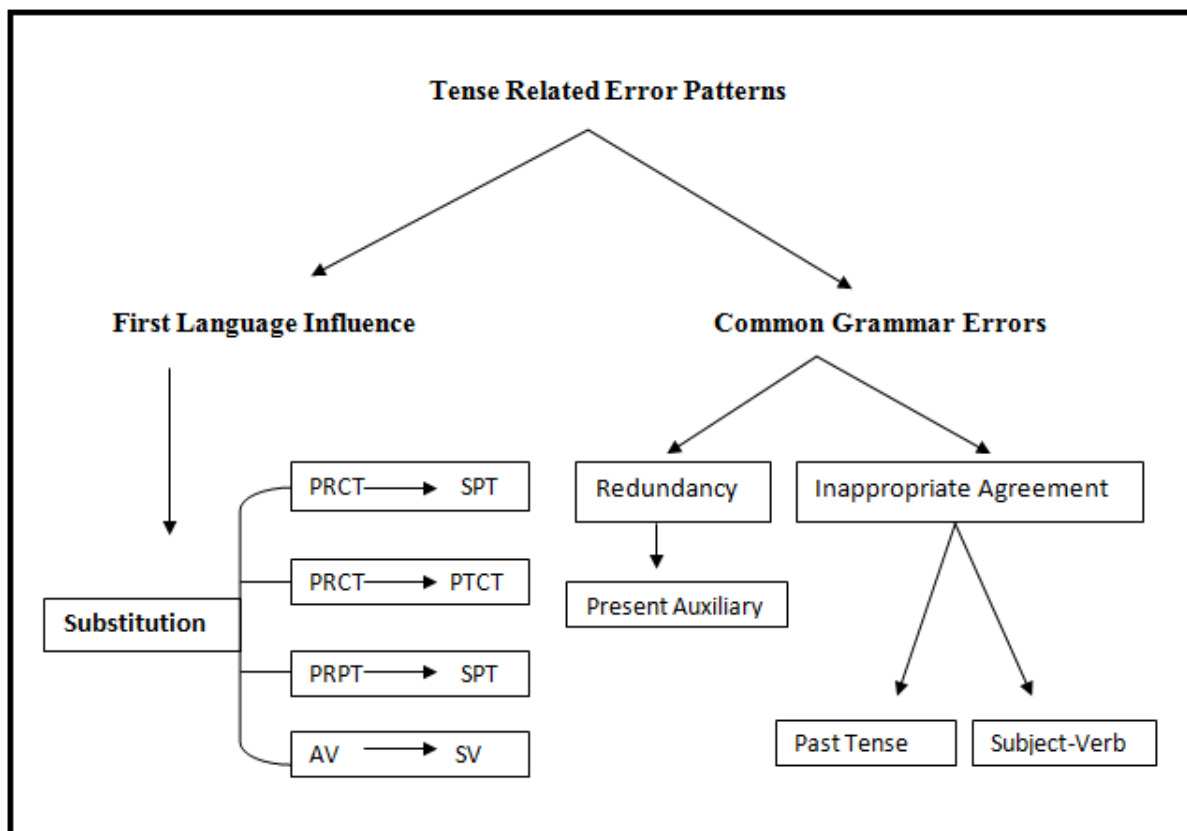 Tense Related Error Patterns
First Language Influence
Common Grammar Errors
PRCT SPT
Redundancy
Inappropriate Agreement
PRCT PTCT
Present Auxiliary
Substitution
PRPT SPT
Past Tense
Subject-Verb
AV SV